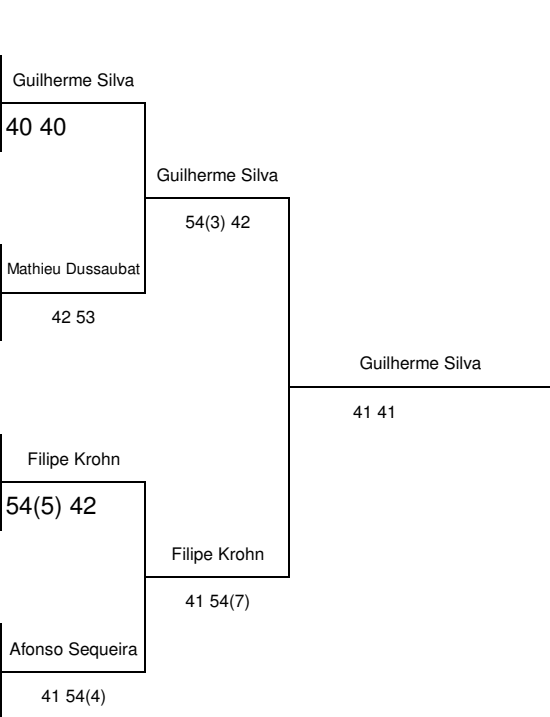 Guilherme Silva
40 40
Guilherme Silva
54(3) 42
Mathieu Dussaubat
42 53
Guilherme Silva
41 41
Filipe Krohn
54(5) 42
Filipe Krohn
41 54(7)
Afonso Sequeira
41 54(4)